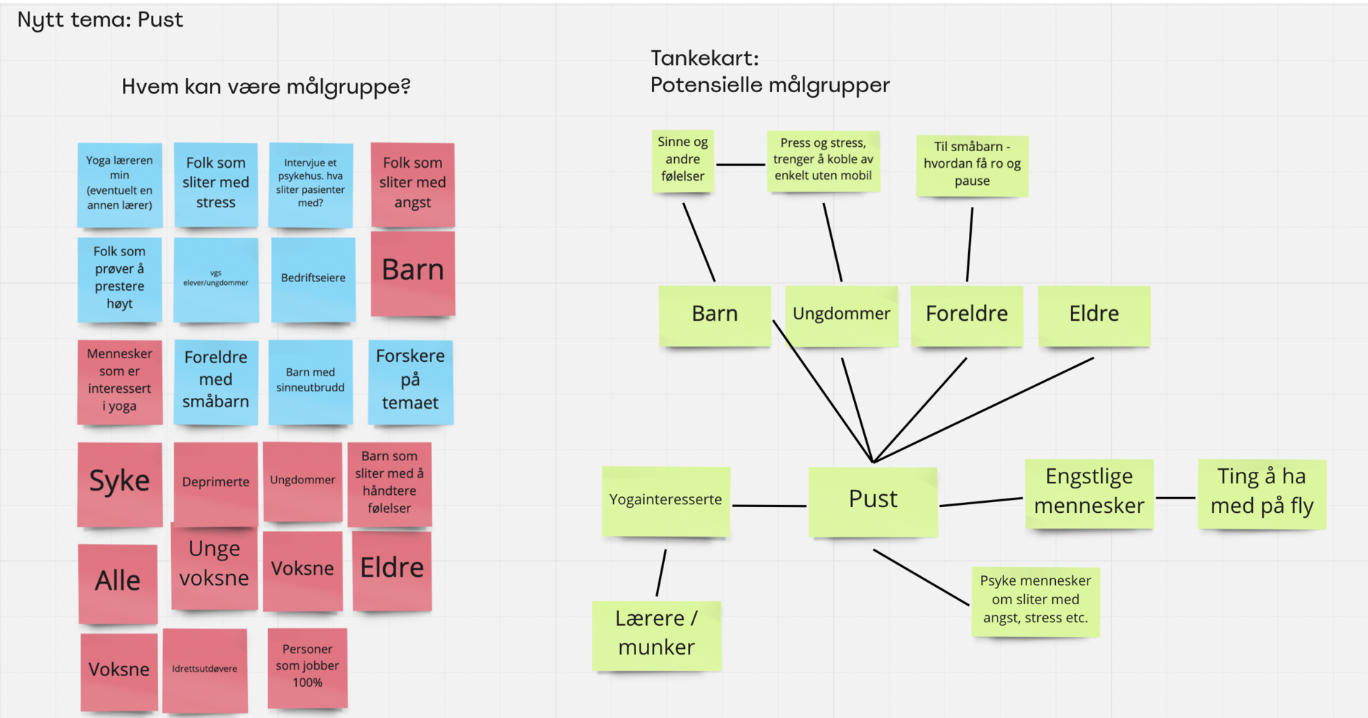 Nytt tema: Pust
Hvem kan være målgruppe?
Yoga læreren
min
(eventuelt en
annen lærer)
Folk som
sliter med
stress
Intervjue et
psykehus. hva
sliter pasienter
med?
Folk som
sliter med
angst
Folk som
prøver å
prestere
høyt
vgs
elever/ungdommer
Bedriftseiere
Barn
Mennesker
som er
interessert
i yoga
Foreldre
med
småbarn
Barn med
sinneutbrudd
Forskere
på
temaet
Syke
Deprimerte
Ungdommer
Barn som
sliter med å
håndtere
følelser
Alle
Unge
voksne
Voksne
Eldre
Voksne
Idrettsutdøvere
Personer
som jobber
100%
Tankekart:
Potensielle målgrupper
Sinne og
andre
følelser
Press og stress,
trenger å koble av
enkelt uten mobil
Til småbarn -
hvordan få ro og
pause
Barn
Ungdommer
Foreldre
Eldre
Yogainteresserte
Pust
Engstlige
mennesker
Ting å ha
med på fly
Lærere /
munker
Psyke mennesker
om sliter med
angst, stress etc.